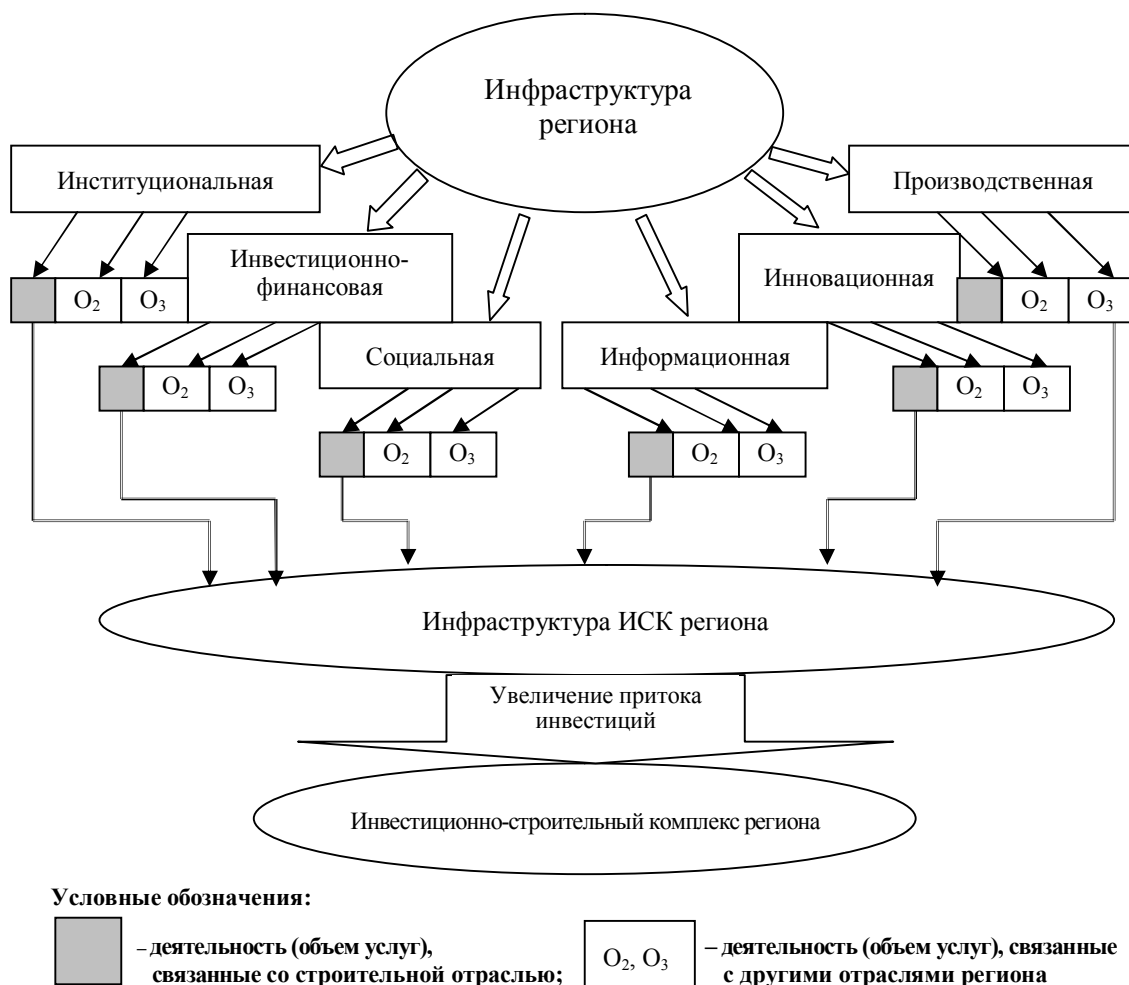 Инфраструктура
региона
Институциональная
Производственная
Инвестиционно-
финансовая
Инновационная
O₂ O₃
O₂ O₃
Социальная
Информационная
O₂ O₃
O₂ O₃
O₂ O₃
O₂ O₃
Инфраструктура ИСК региона
Увеличение притока
инвестиций
Инвестиционно-строительный комплекс региона
Условные обозначения:
– деятельность (объем услуг),
связанные со строительной отраслью;
O₂, O₃
– деятельность (объем услуг), связанные
с другими отраслями региона